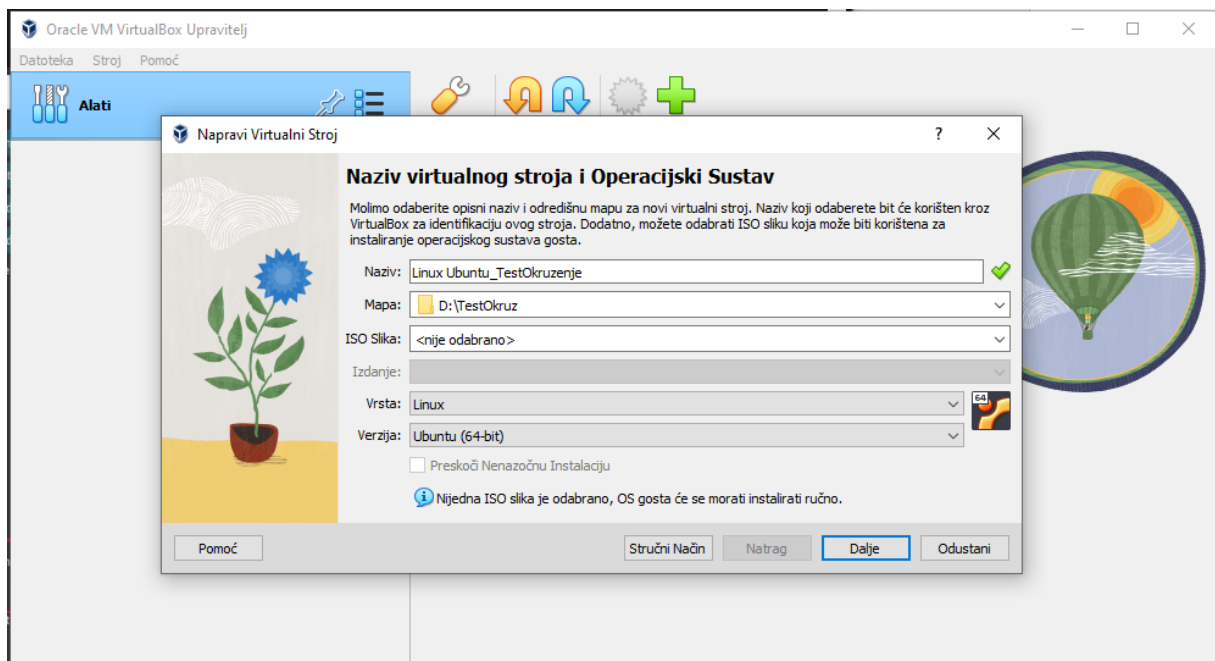 Oracle VM VirtualBox Upravitelj
Datoteka Stroj Pomoć
Alati
Napravi Virtualni Stroj
?
Naziv virtualnog stroja i Operacijski Sustav
Molimo odaberite opisni naziv i odredišnu mapu za novi virtualni stroj. Naziv koji odaberete bit će korišten kroz
VirtualBox za identifikaciju ovog stroja. Dodatno, možete odabrati ISO sliku koja može biti korištena za
instaliranje operacijskog sustava gosta.
Naziv: Linux Ubuntu_TestOkruzenje
Mapa: D:\TestOkruz
ISO Slika: <nije odabrano>
Izdanje:
Vrsta: Linux
64
Verzija: Ubuntu (64-bit)
Preskoči Nenazočnu Instalaciju
Nijedna ISO slika je odabrano, OS gosta će se morati instalirati ručno.
Pomoć Stručni Način Natrag Dalje Odustani